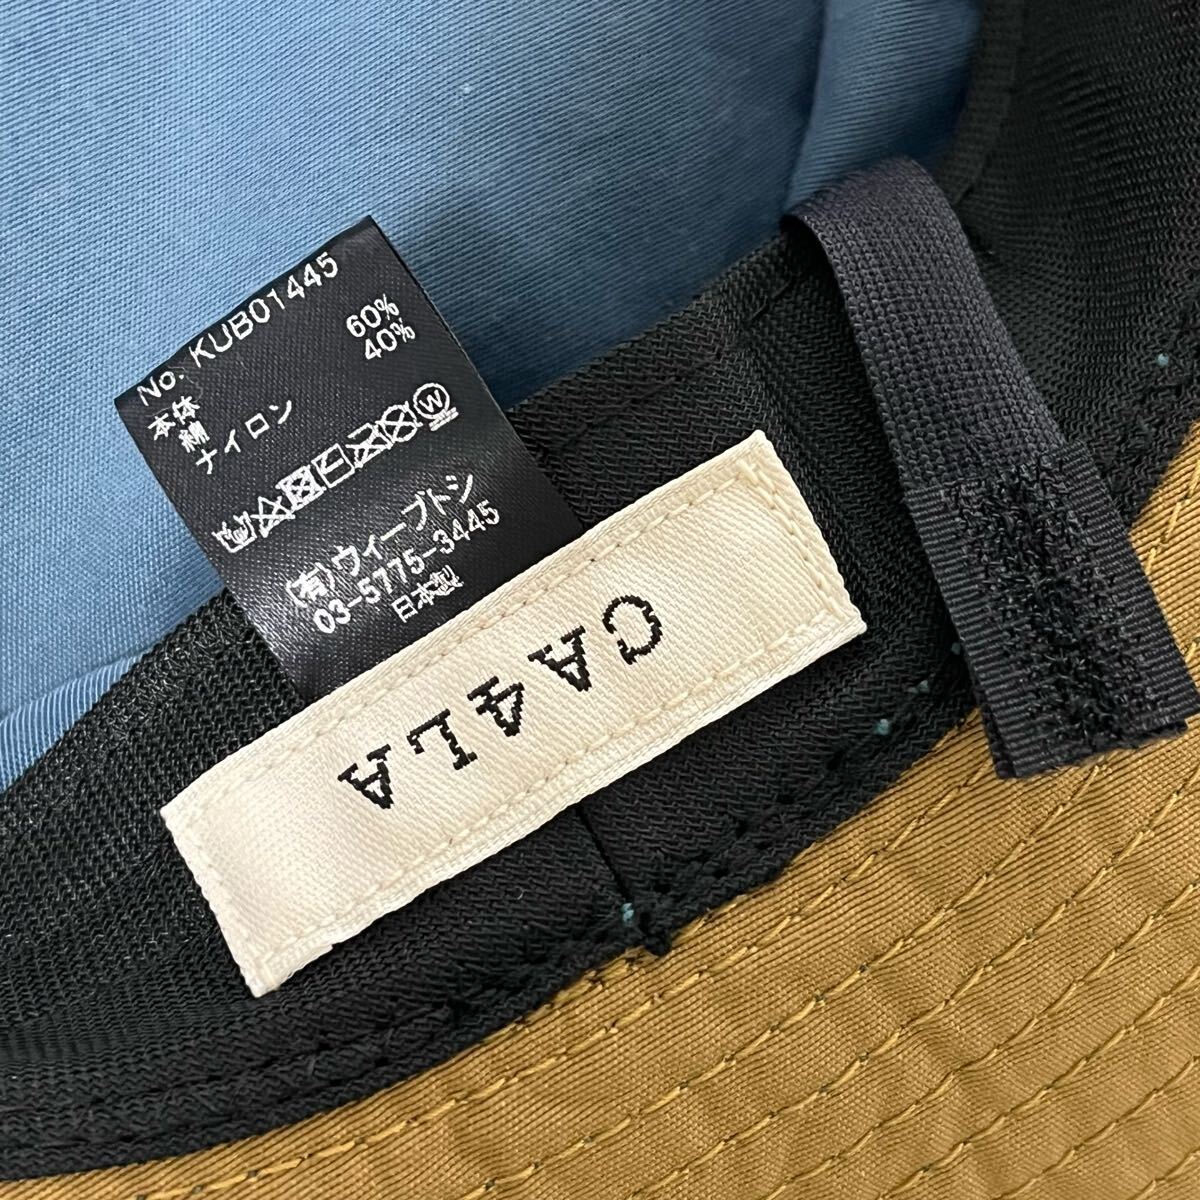 No. KUB01445
本体
綿 60%
ナイロン 40%
W
(有)ウィーブトシ
03-5775-3445
日本製
CA4LA